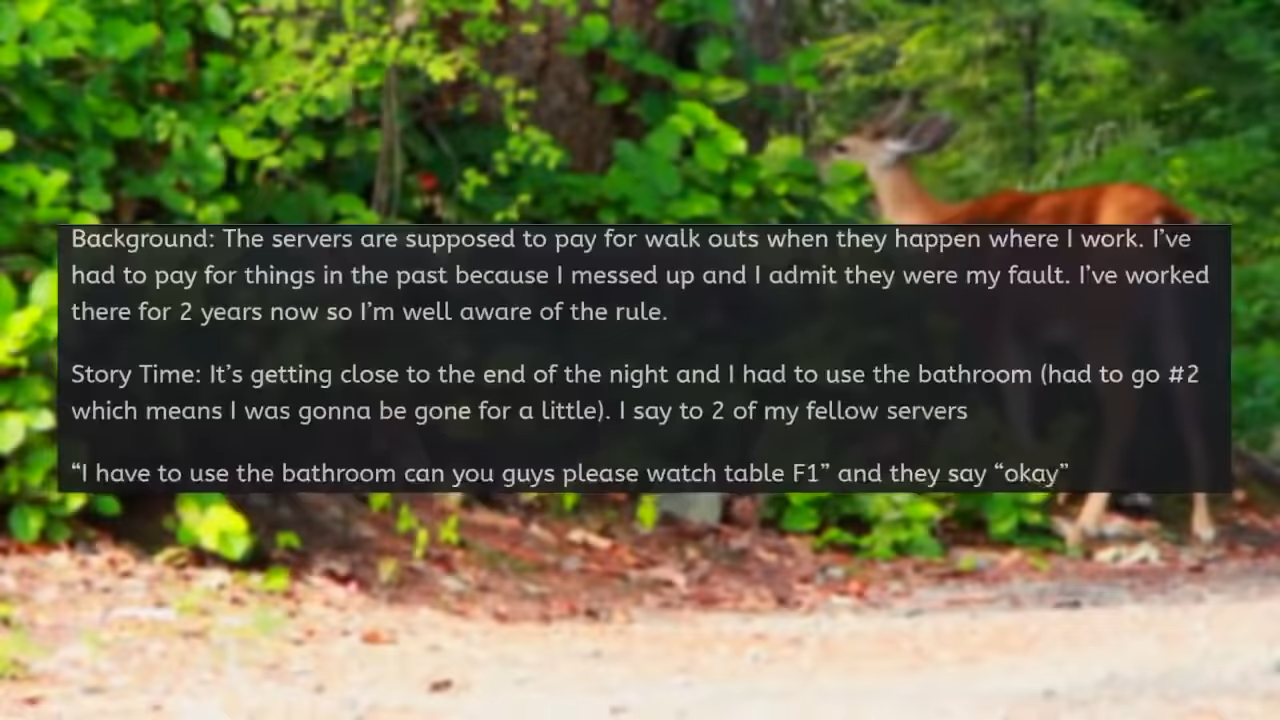 Background: The servers are supposed to pay for walk outs when they happen where I work. I’ve
had to pay for things in the past because I messed up and I admit they were my fault. I’ve worked
there for 2 years now so I’m well aware of the rule.
Story Time: It’s getting close to the end of the night and I had to use the bathroom (had to go #2
which means I was gonna be gone for a little). I say to 2 of my fellow servers
“I have to use the bathroom can you guys please watch table F1” and they say “okay”